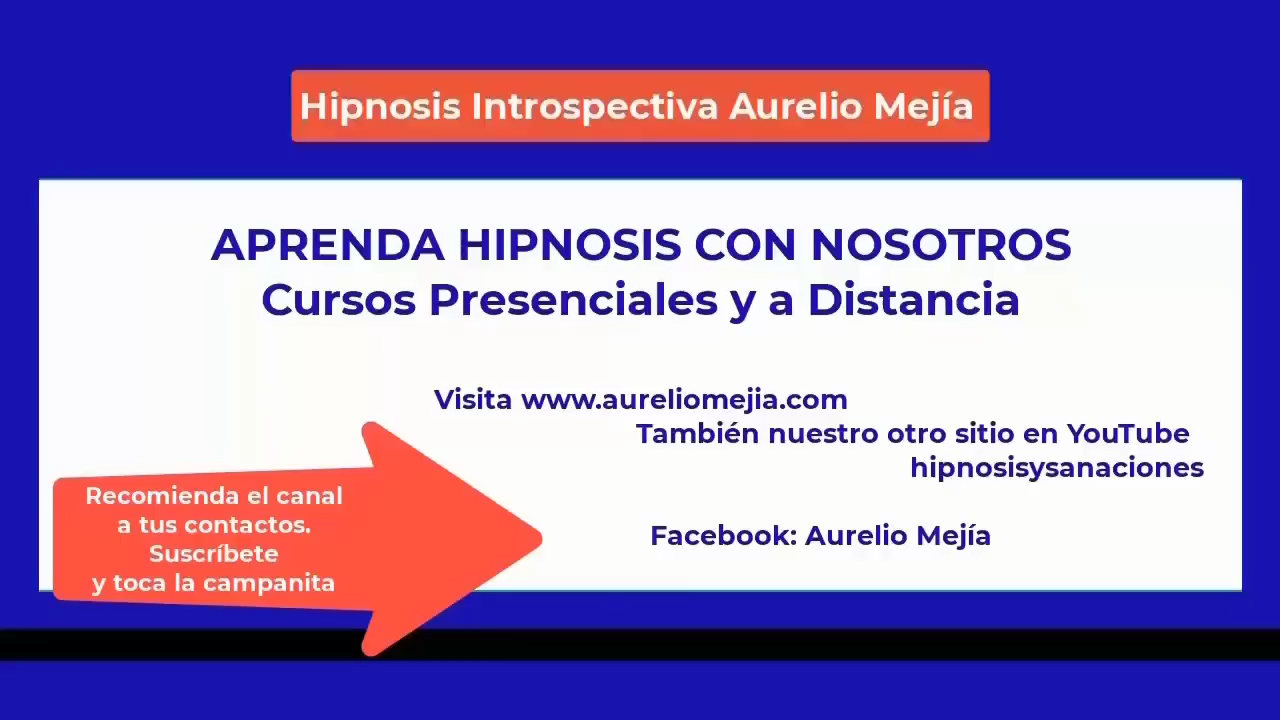 Hipnosis Introspectiva Aurelio Mejía
APRENDA HIPNOSIS CON NOSOTROS
Cursos Presenciales y a Distancia
Visita www.aureliomejia.com
También nuestro otro sitio en YouTube
hipnosisysanaciones
Facebook: Aurelio Mejía
Recomienda el canal
a tus contactos.
Suscríbete
y toca la campanita